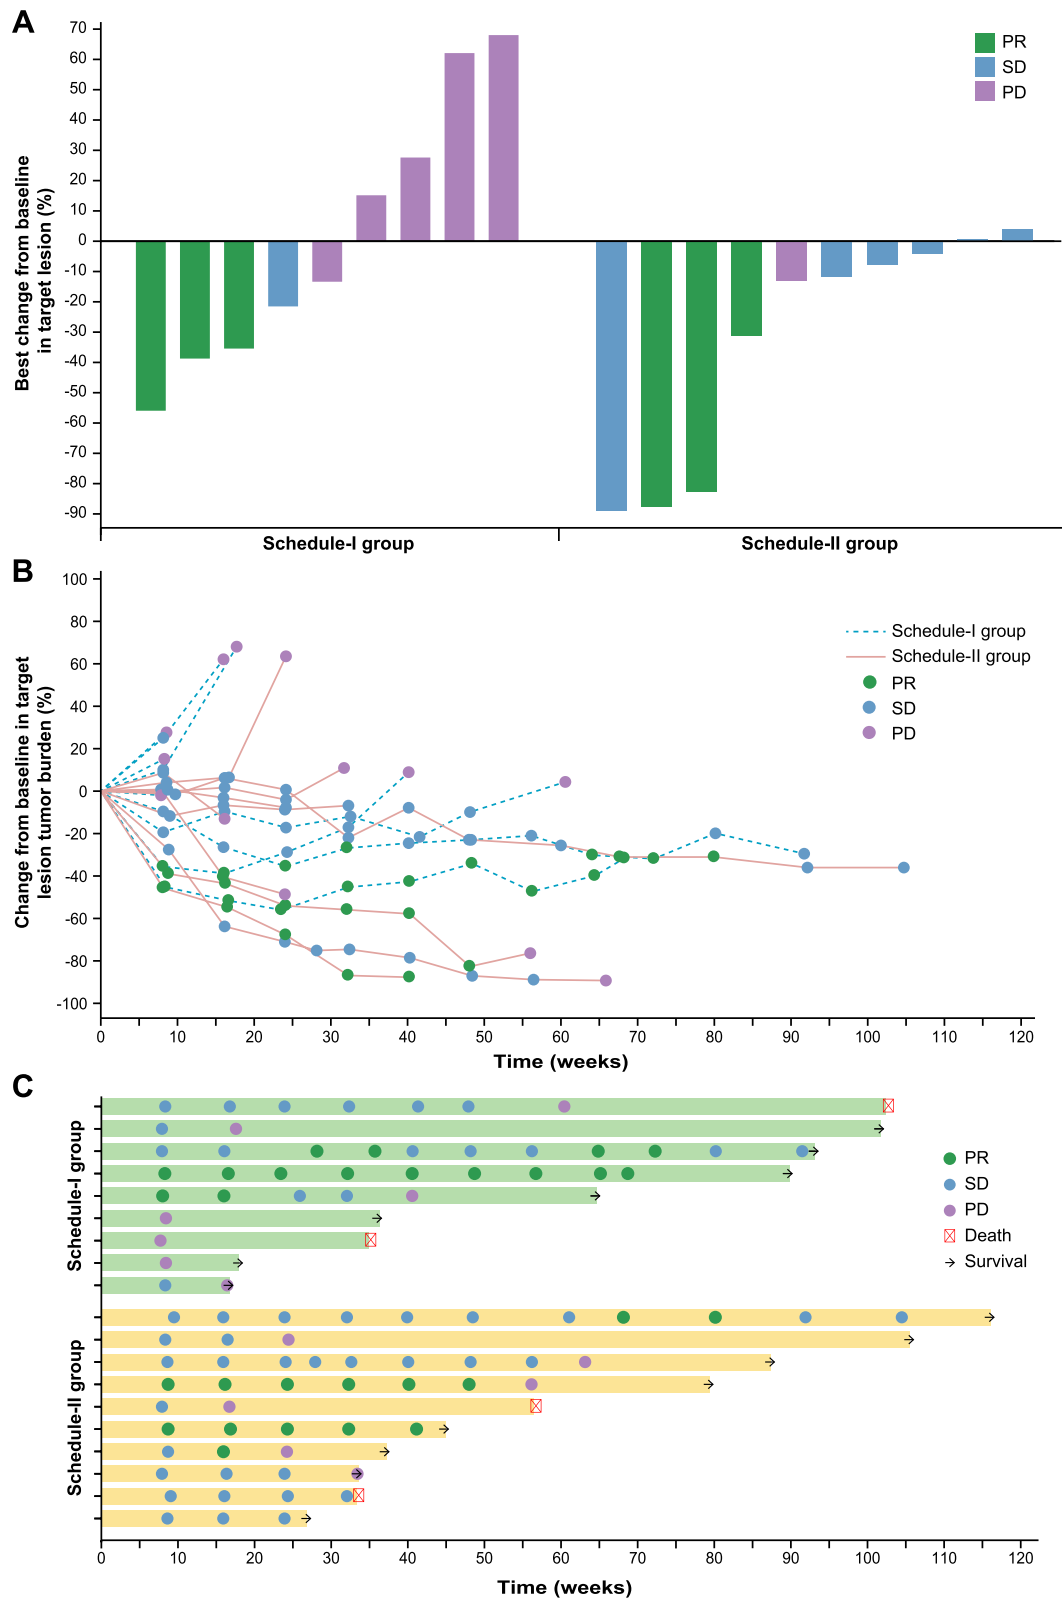 A
70
60
50
40
30
20
10
0
-10
-20
-30
-40
-50
-60
-70
-80
-90
Best change from baseline
in target lesion (%)
PR
SD
PD
Schedule-I group
Schedule-II group
B
100
80
60
40
20
0
-20
-40
-60
-80
-100
Change from baseline in target
lesion tumor burden (%)
Schedule-I group
Schedule-II group
PR
SD
PD
0 10 20 30 40 50 60 70 80 90 100 110 120
Time (weeks)
C
Schedule-I group
Schedule-II group
PR
SD
PD
Death
Survival
0 10 20 30 40 50 60 70 80 90 100 110 120
Time (weeks)